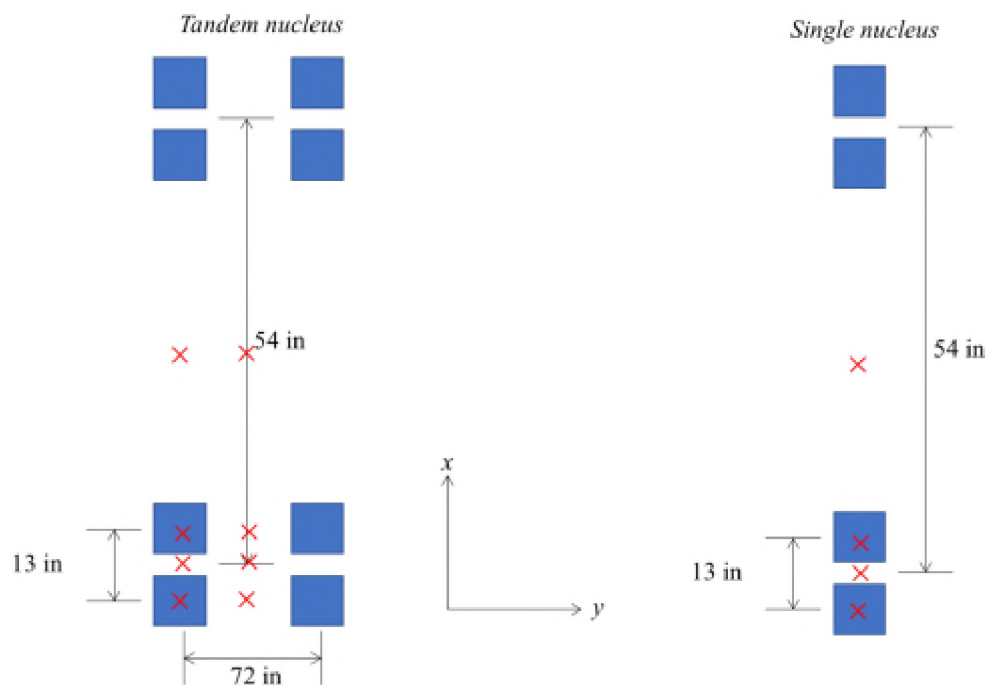 Tandem nucleus
Single nucleus
54 in
54 in
x
13 in
13 in
y
72 in